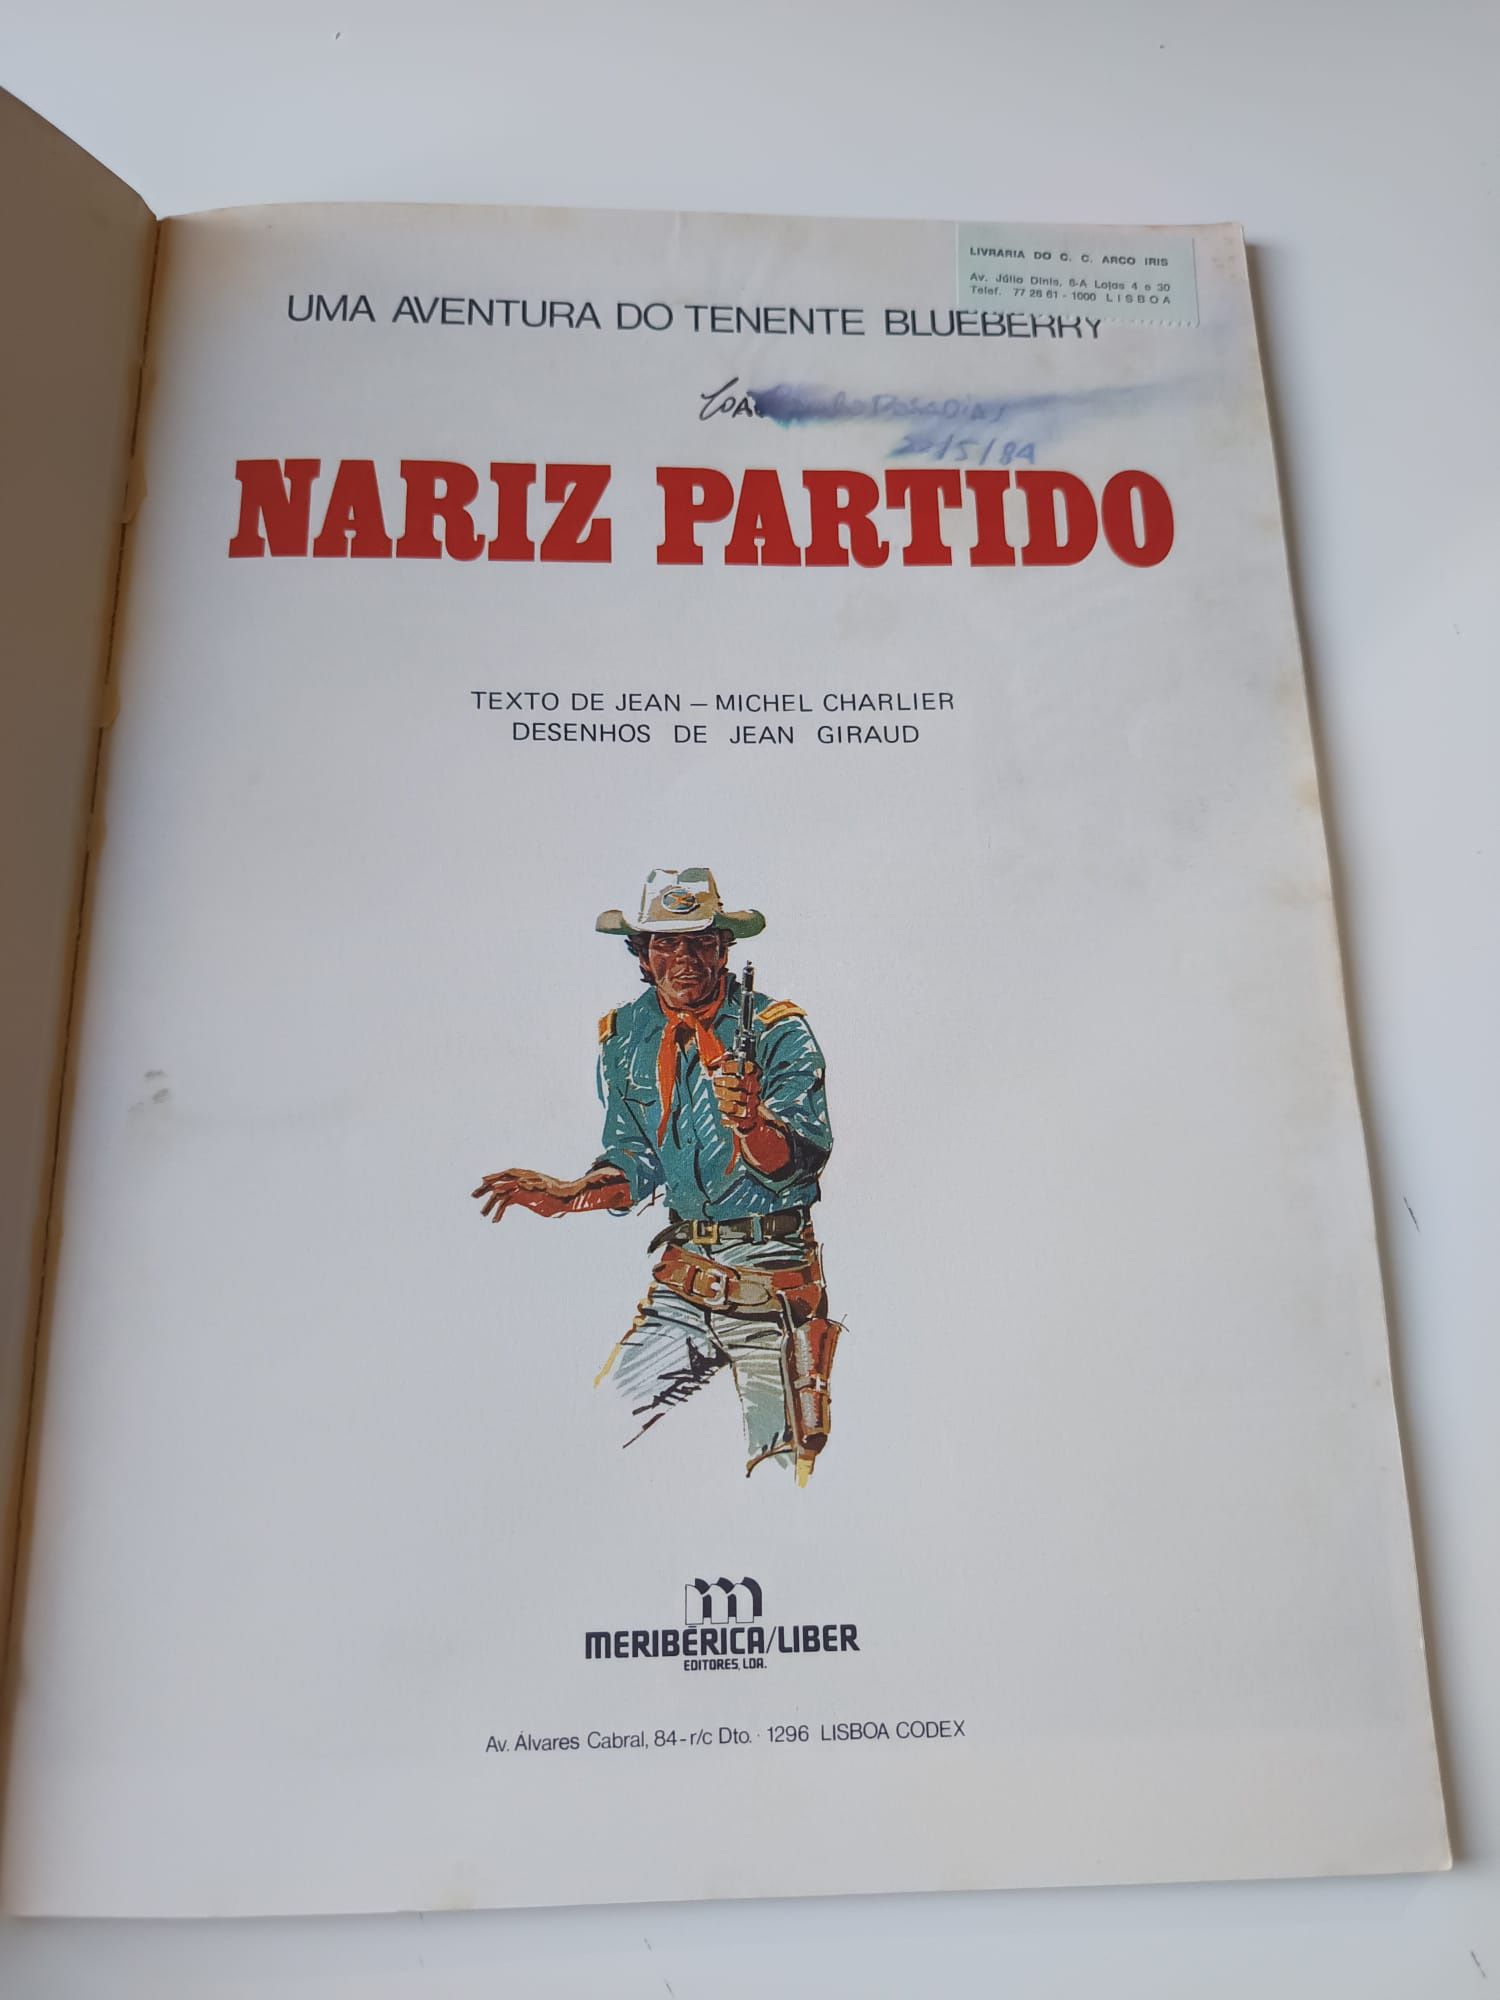 LIVRARIA DO C. C. ARCO IRIS
Av. Júlio Dinis, 6-A Lojas 4 e 30
Telef. 77 26 61 - 1000 LISBOA
UMA AVENTURA DO TENENTE BLUEBERRY
/5/84
NARIZ PARTIDO
TEXTO DE JEAN – MICHEL CHARLIER
DESENHOS DE JEAN GIRAUD
m
MERIBÉRICA/LIBER
EDITORES, LDA.
Av. Álvares Cabral, 84-r/c Dto. · 1296 LISBOA CODEX